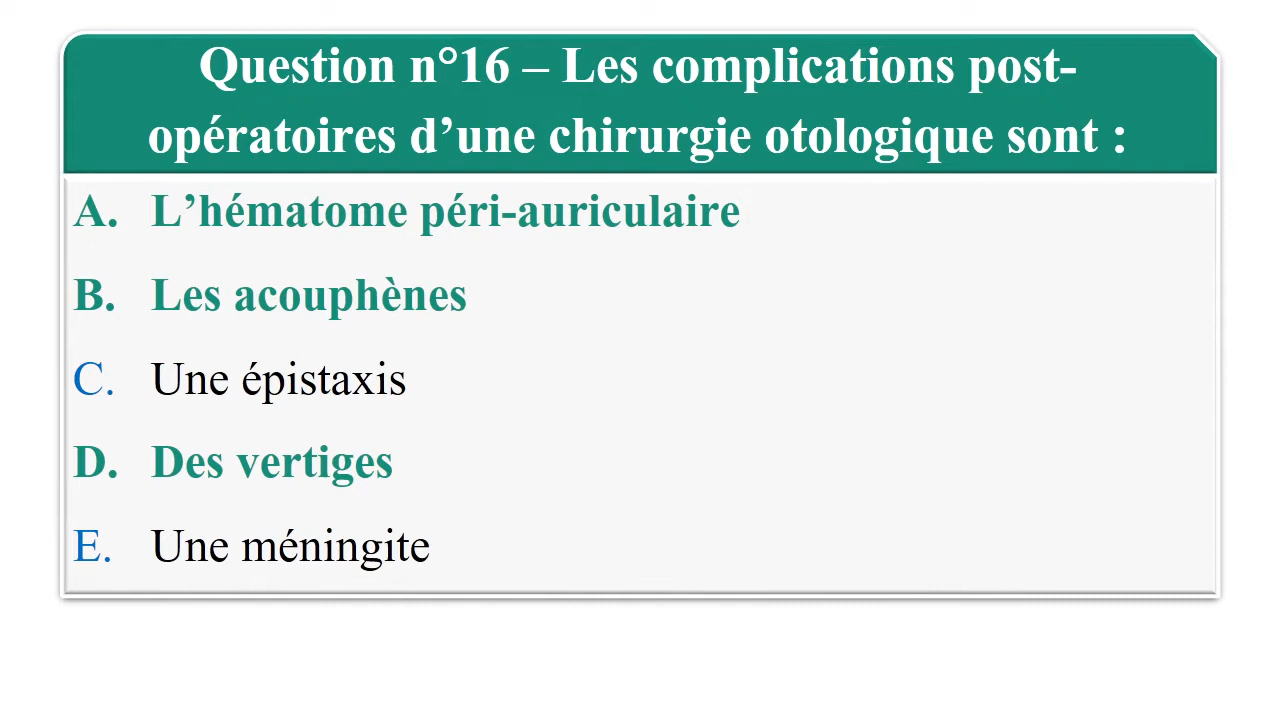 Question n°16 – Les complications post-
opératoires d’une chirurgie otologique sont :
A. L’hématome péri-auriculaire
B. Les acouphènes
C. Une épistaxis
D. Des vertiges
E. Une méningite